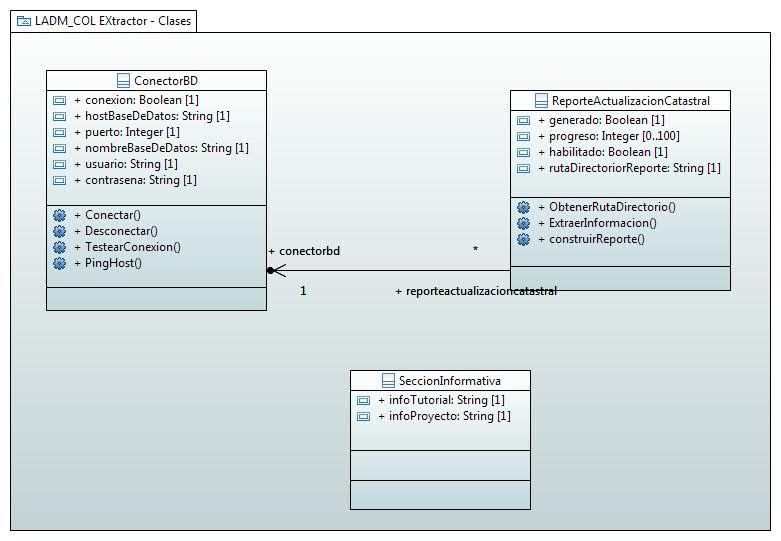 LADM_COL EXtractor - Clases
ConectorBD
+ conexion: Boolean [1]
+ hostBaseDeDatos: String [1]
+ puerto: Integer [1]
+ nombreBaseDeDatos: String [1]
+ usuario: String [1]
+ contrasena: String [1]
+ Conectar()
+ Desconectar()
+ TestearConexion()
+ PingHost()
ReporteActualizacionCatastral
+ generado: Boolean [1]
+ progreso: Integer [0..100]
+ habilitado: Boolean [1]
+ rutaDirectoriorReporte: String [1]
+ ObtenerRutaDirectorio()
+ ExtraerInformacion()
+ construirReporte()
+ conectorbd
*
1
+ reporteactualizacioncatastral
SeccionInformativa
+ infoTutorial: String [1]
+ infoProyecto: String [1]